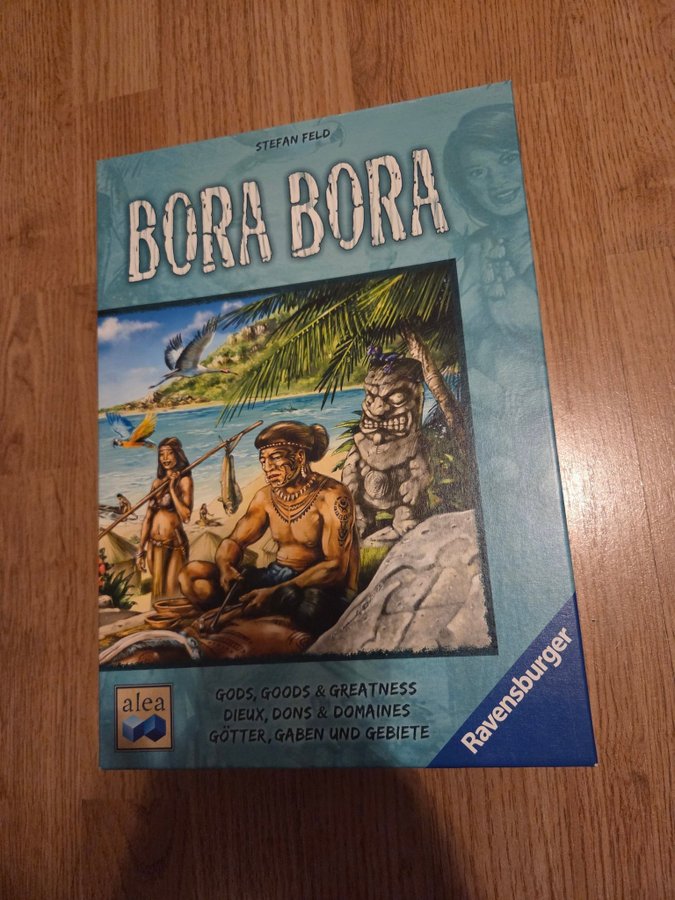 STEFAN FELD
BORA BORA
GODS, GOODS & GREATNESS
DIEUX, DONS & DOMAINES
GÖTTER, GABEN UND GEBIETE
alea
Ravensburger